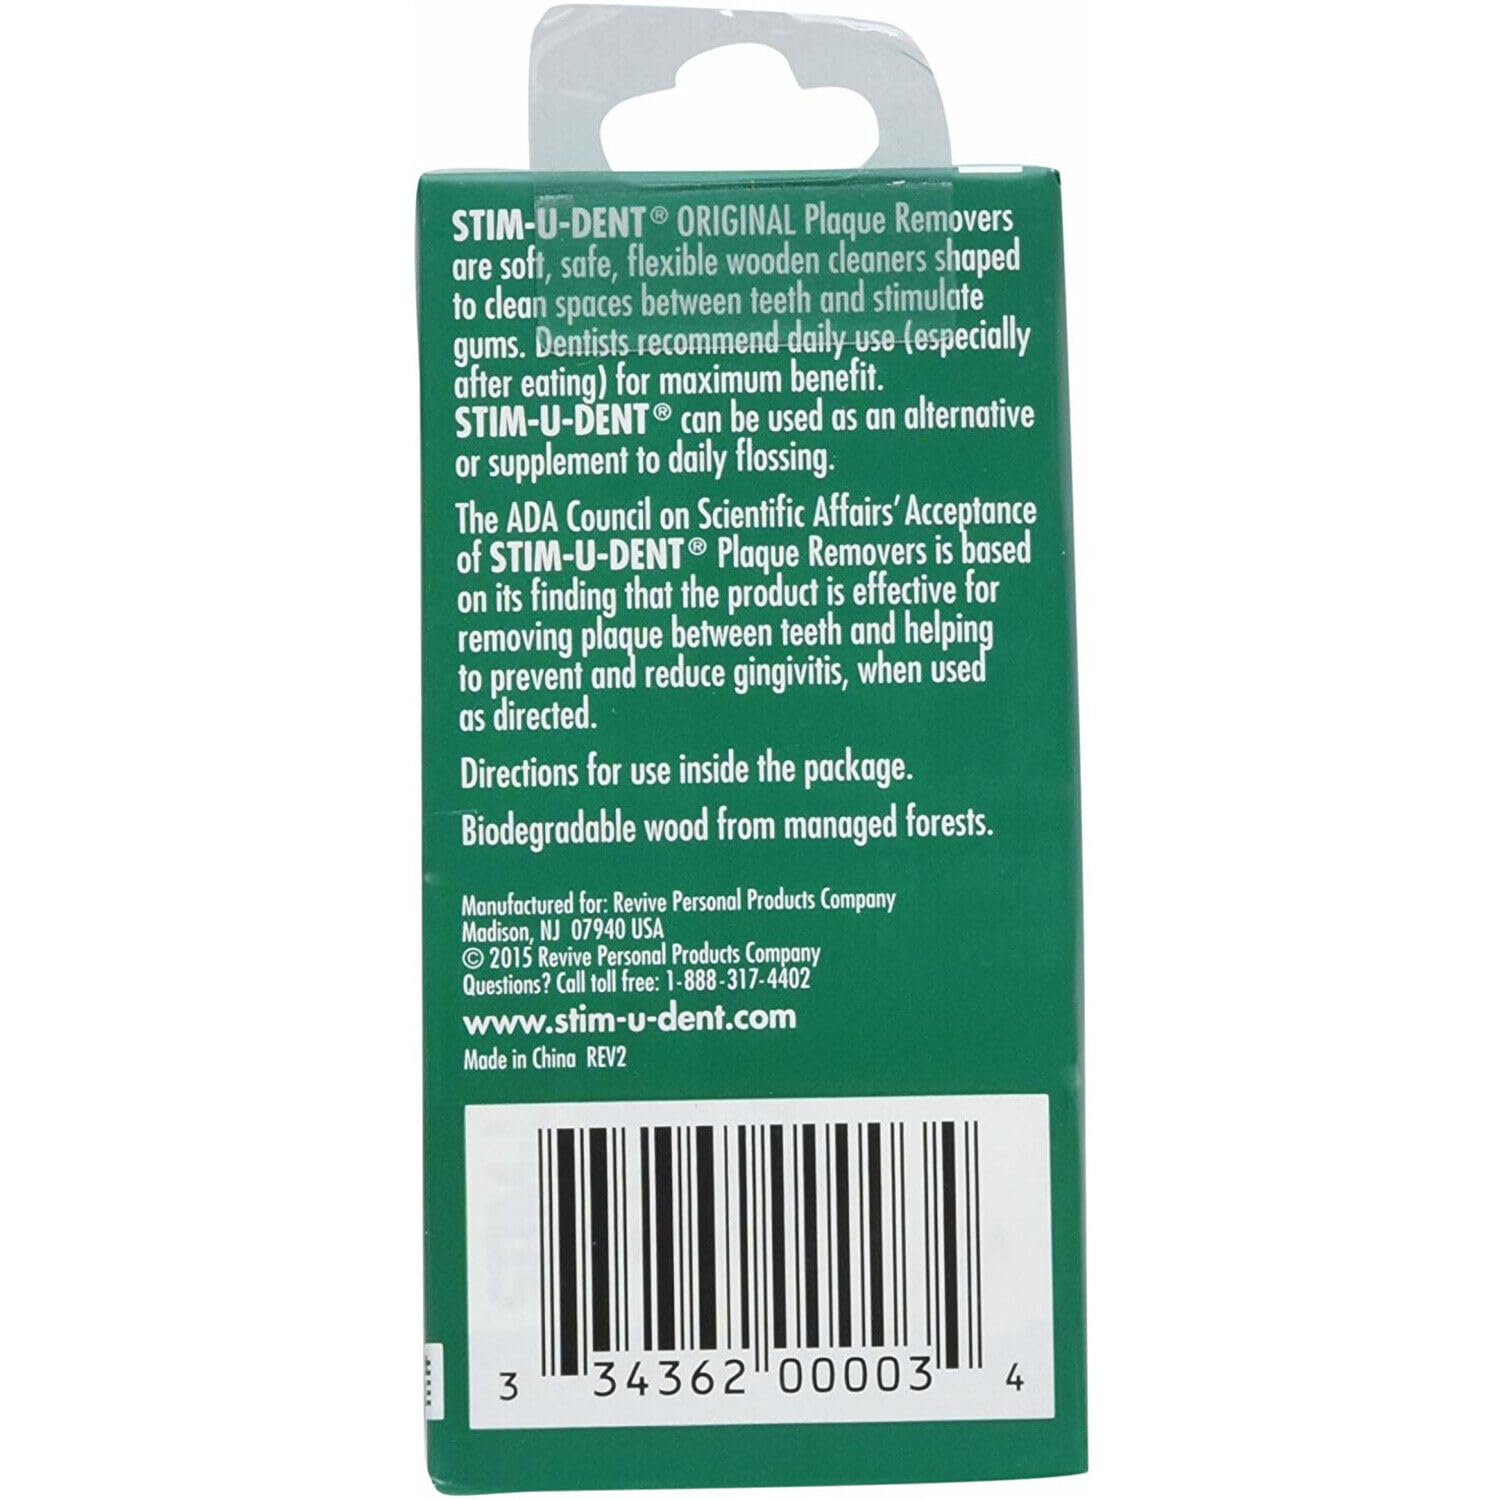 STIM-U-DENT® ORIGINAL Plaque Removers
are soft, safe, flexible wooden cleaners shaped
to clean spaces between teeth and stimulate
gums. Dentists recommend daily use (especially
after eating) for maximum benefit.
STIM-U-DENT® can be used as an alternative
or supplement to daily flossing.
The ADA Council on Scientific Affairs' Acceptance
of STIM-U-DENT® Plaque Removers is based
on its finding that the product is effective for
removing plaque between teeth and helping
to prevent and reduce gingivitis, when used
as directed.
Directions for use inside the package.
Biodegradable wood from managed forests.
Manufactured for: Revive Personal Products Company
Madison, NJ 07940 USA
© 2015 Revive Personal Products Company
Questions? Call toll free: 1-888-317-4402
www.stim-u-dent.com
Made in China REV2
3 34362 00003 4